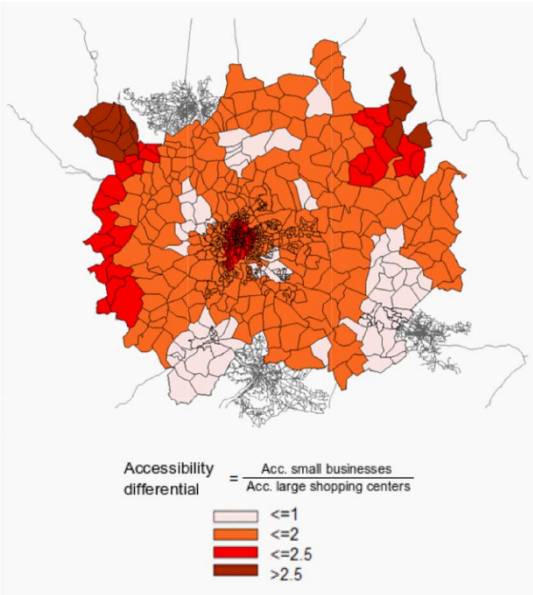 Accessibility differential = Acc. small businesses
Acc. large shopping centers
<=1
<=2
<=2.5
>2.5